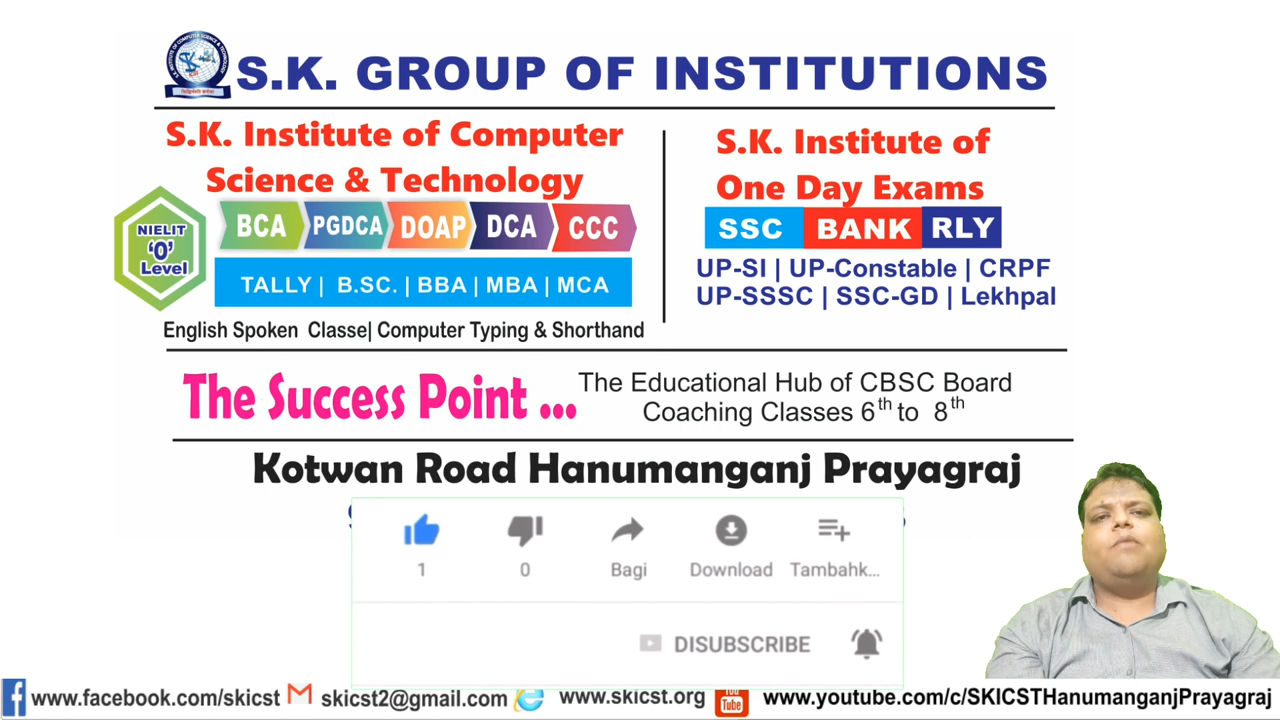 S.K. GROUP OF INSTITUTIONS
S.K. Institute of Computer
Science & Technology
NIELIT
'O'
Level
BCA PGDCA DOAP DCA CCC
TALLY | B.SC. | BBA | MBA | MCA
English Spoken Classe| Computer Typing & Shorthand
S.K. Institute of
One Day Exams
SSC BANK RLY
UP-SI | UP-Constable | CRPF
UP-SSSC | SSC-GD | Lekhpal
The Success Point ...
The Educational Hub of CBSC Board
Coaching Classes 6th to 8th
Kotwan Road Hanumanganj Prayagraj
1 0 Bagi Download Tambahk...
DISUBSCRIBE
www.facebook.com/skicst skicst2@gmail.com www.skicst.org You Tube www.youtube.com/c/SKICSTHanumanganjPrayagraj